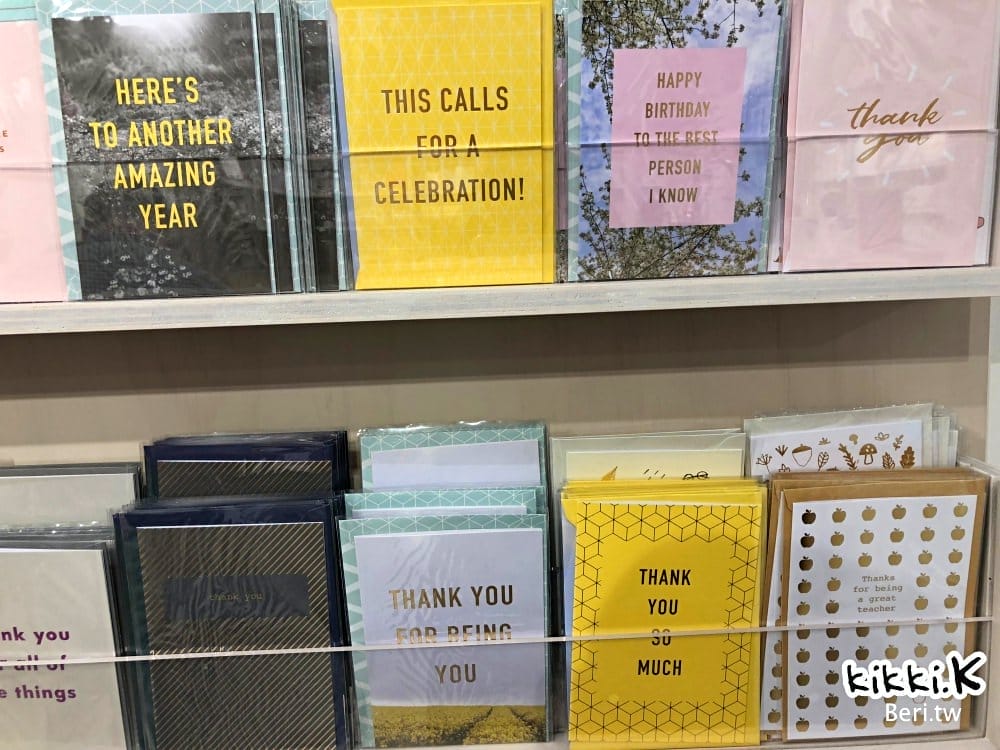 HERE'S
TO ANOTHER
AMAZING
YEAR
THIS CALLS
FOR A
CELEBRATION!
HAPPY
BIRTHDAY
TO THE BEST
PERSON
I KNOW
thank
you
nk you
all of
e things
thank you
THANK YOU
FOR BEING
YOU
THANK
YOU
SO
MUCH
Thanks
for being
a great
teacher
kikki.K
Beri.tw